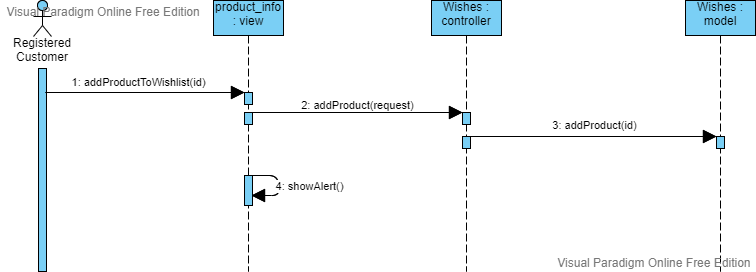 Visual Paradigm Online Free Edition
Registered
Customer
product_info
: view
Wishes :
controller
Wishes :
model
1: addProductToWishlist(id)
2: addProduct(request)
3: addProduct(id)
4: showAlert()
Visual Paradigm Online Free Edition